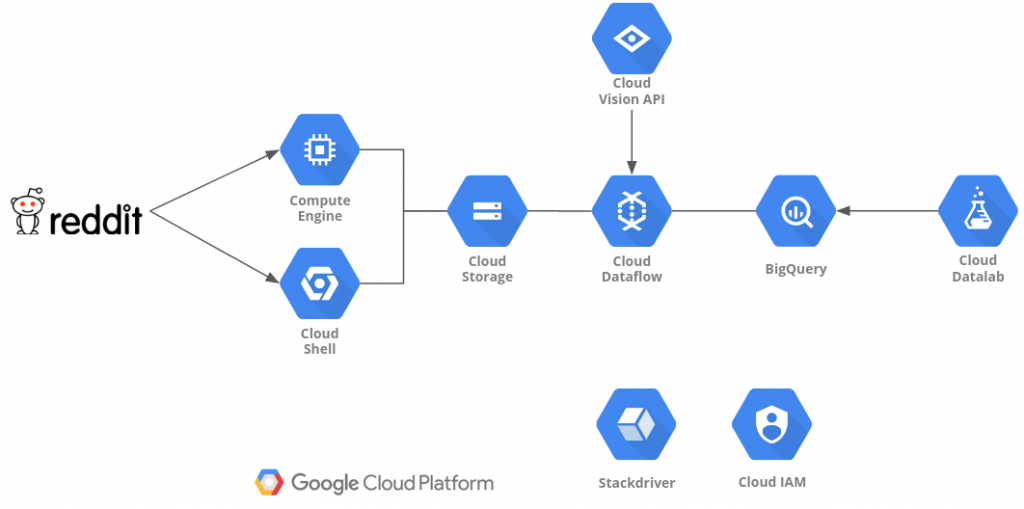 Cloud
Vision API
Compute
Engine
reddit
Cloud
Storage
Cloud
Dataflow
BigQuery
Cloud
Datalab
Cloud
Shell
Stackdriver
Cloud IAM
Google Cloud Platform